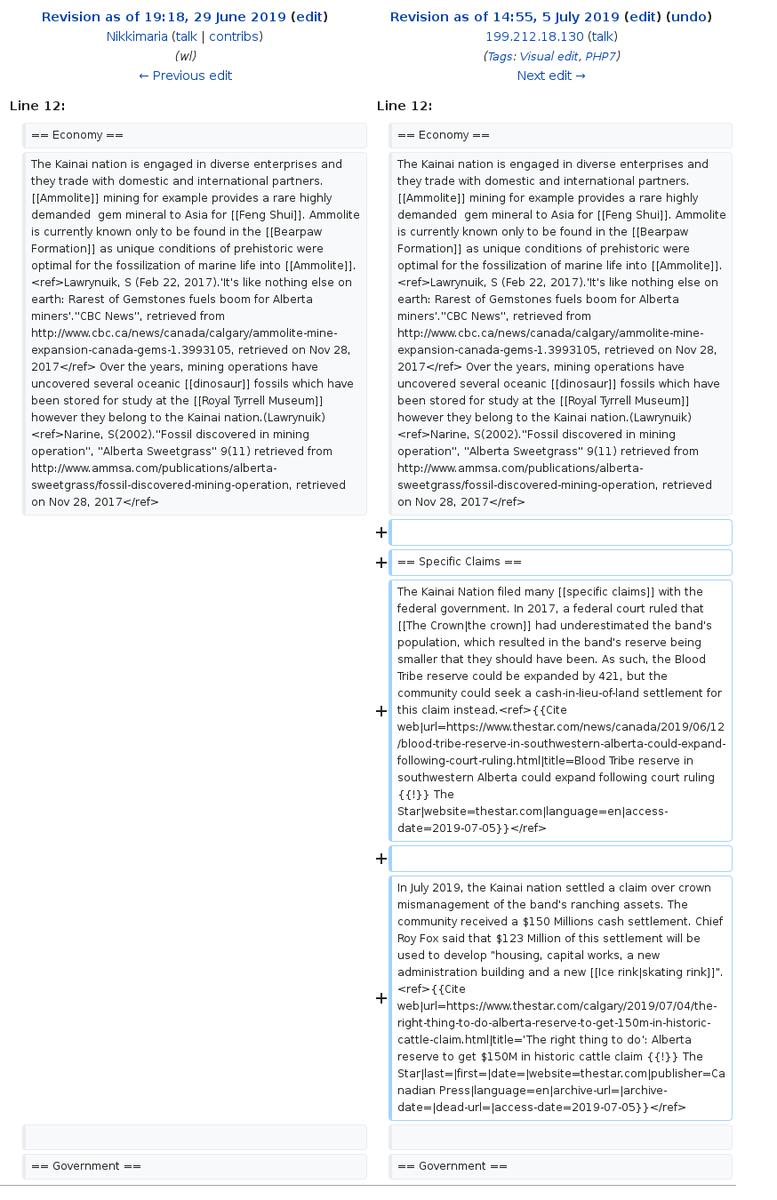 Revision as of 19:18, 29 June 2019 (edit)
Nikkimaria (talk | contribs)
(wl)
← Previous edit
Revision as of 14:55, 5 July 2019 (edit) (undo)
199.212.18.130 (talk)
(Tags: Visual edit, PHP7)
Next edit →
Line 12:
Line 12:
== Economy ==
== Economy ==
The Kainai nation is engaged in diverse enterprises and
they trade with domestic and international partners.
[[Ammolite]] mining for example provides a rare highly
demanded  gem mineral to Asia for [[Feng Shui]]. Ammolite
is currently known only to be found in the [[Bearpaw
Formation]] as unique conditions of prehistoric were
optimal for the fossilization of marine life into [[Ammolite]].
<ref>Lawrynuik, S (Feb 22, 2017).'It's like nothing else on
earth: Rarest of Gemstones fuels boom for Alberta
miners'."CBC News", retrieved from
http://www.cbc.ca/news/canada/calgary/ammolite-mine-
expansion-canada-gems-1.3993105, retrieved on Nov 28,
2017</ref> Over the years, mining operations have
uncovered several oceanic [[dinosaur]] fossils which have
been stored for study at the [[Royal Tyrrell Museum]]
however they belong to the Kainai nation.(Lawrynuik)
<ref>Narine, S(2002)."Fossil discovered in mining
operation", "Alberta Sweetgrass" 9(11) retrieved from
http://www.ammsa.com/publications/alberta-
sweetgrass/fossil-discovered-mining-operation, retrieved
on Nov 28, 2017</ref>
The Kainai nation is engaged in diverse enterprises and
they trade with domestic and international partners.
[[Ammolite]] mining for example provides a rare highly
demanded  gem mineral to Asia for [[Feng Shui]]. Ammolite
is currently known only to be found in the [[Bearpaw
Formation]] as unique conditions of prehistoric were
optimal for the fossilization of marine life into [[Ammolite]].
<ref>Lawrynuik, S (Feb 22, 2017).'It's like nothing else on
earth: Rarest of Gemstones fuels boom for Alberta
miners'."CBC News", retrieved from
http://www.cbc.ca/news/canada/calgary/ammolite-mine-
expansion-canada-gems-1.3993105, retrieved on Nov 28,
2017</ref> Over the years, mining operations have
uncovered several oceanic [[dinosaur]] fossils which have
been stored for study at the [[Royal Tyrrell Museum]]
however they belong to the Kainai nation.(Lawrynuik)
<ref>Narine, S(2002)."Fossil discovered in mining
operation", "Alberta Sweetgrass" 9(11) retrieved from
http://www.ammsa.com/publications/alberta-
sweetgrass/fossil-discovered-mining-operation, retrieved
on Nov 28, 2017</ref>
+
+ == Specific Claims ==
The Kainai Nation filed many [[specific claims]] with the
federal government. In 2017, a federal court ruled that
[[The Crown|the crown]] had underestimated the band's
population, which resulted in the band's reserve being
smaller that they should have been. As such, the Blood
Tribe reserve could be expanded by 421, but the
community could seek a cash-in-lieu-of-land settlement for
+ this claim instead.<ref>{{Cite
web|url=https://www.thestar.com/news/canada/2019/06/12
/blood-tribe-reserve-in-southwestern-alberta-could-expand-
following-court-ruling.html|title=Blood Tribe reserve in
southwestern Alberta could expand following court ruling
{{!}} The
Star|website=thestar.com|language=en|access-
date=2019-07-05}}</ref>
+
In July 2019, the Kainai nation settled a claim over crown
mismanagement of the band's ranching assets. The
community received a $150 Millions cash settlement. Chief
Roy Fox said that $123 Million of this settlement will be
used to develop "housing, capital works, a new
administration building and a new [[Ice rink|skating rink]]".
+ <ref>{{Cite
web|url=https://www.thestar.com/calgary/2019/07/04/the-
right-thing-to-do-alberta-reserve-to-get-150m-in-historic-
cattle-claim.html|title='The right thing to do': Alberta
reserve to get $150M in historic cattle claim {{!}} The
Star|last=|first=|date=|website=thestar.com|publisher=Ca
nadian Press|language=en|archive-url=|archive-
date=|dead-url=|access-date=2019-07-05}}</ref>
== Government ==
== Government ==